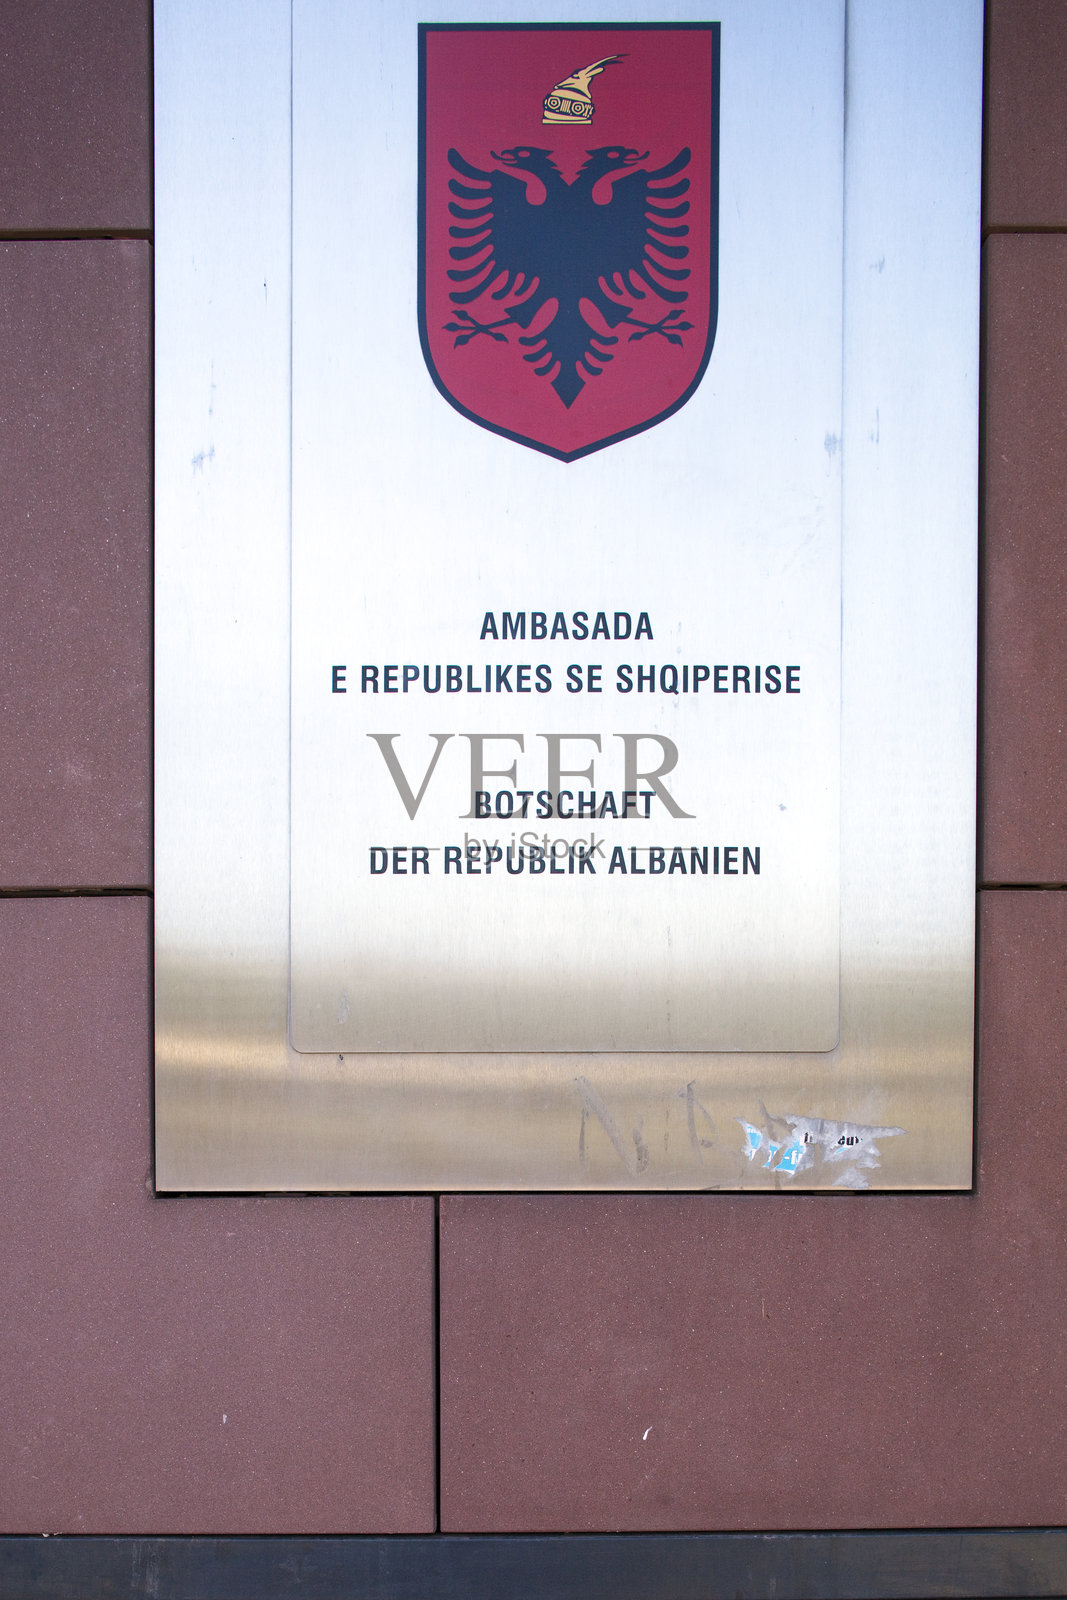 AMBASADA
E REPUBLIKES SE SHQIPERISE
VEER
BOTSCHAFT
by iStock
DER REPUBLIK ALBANIEN